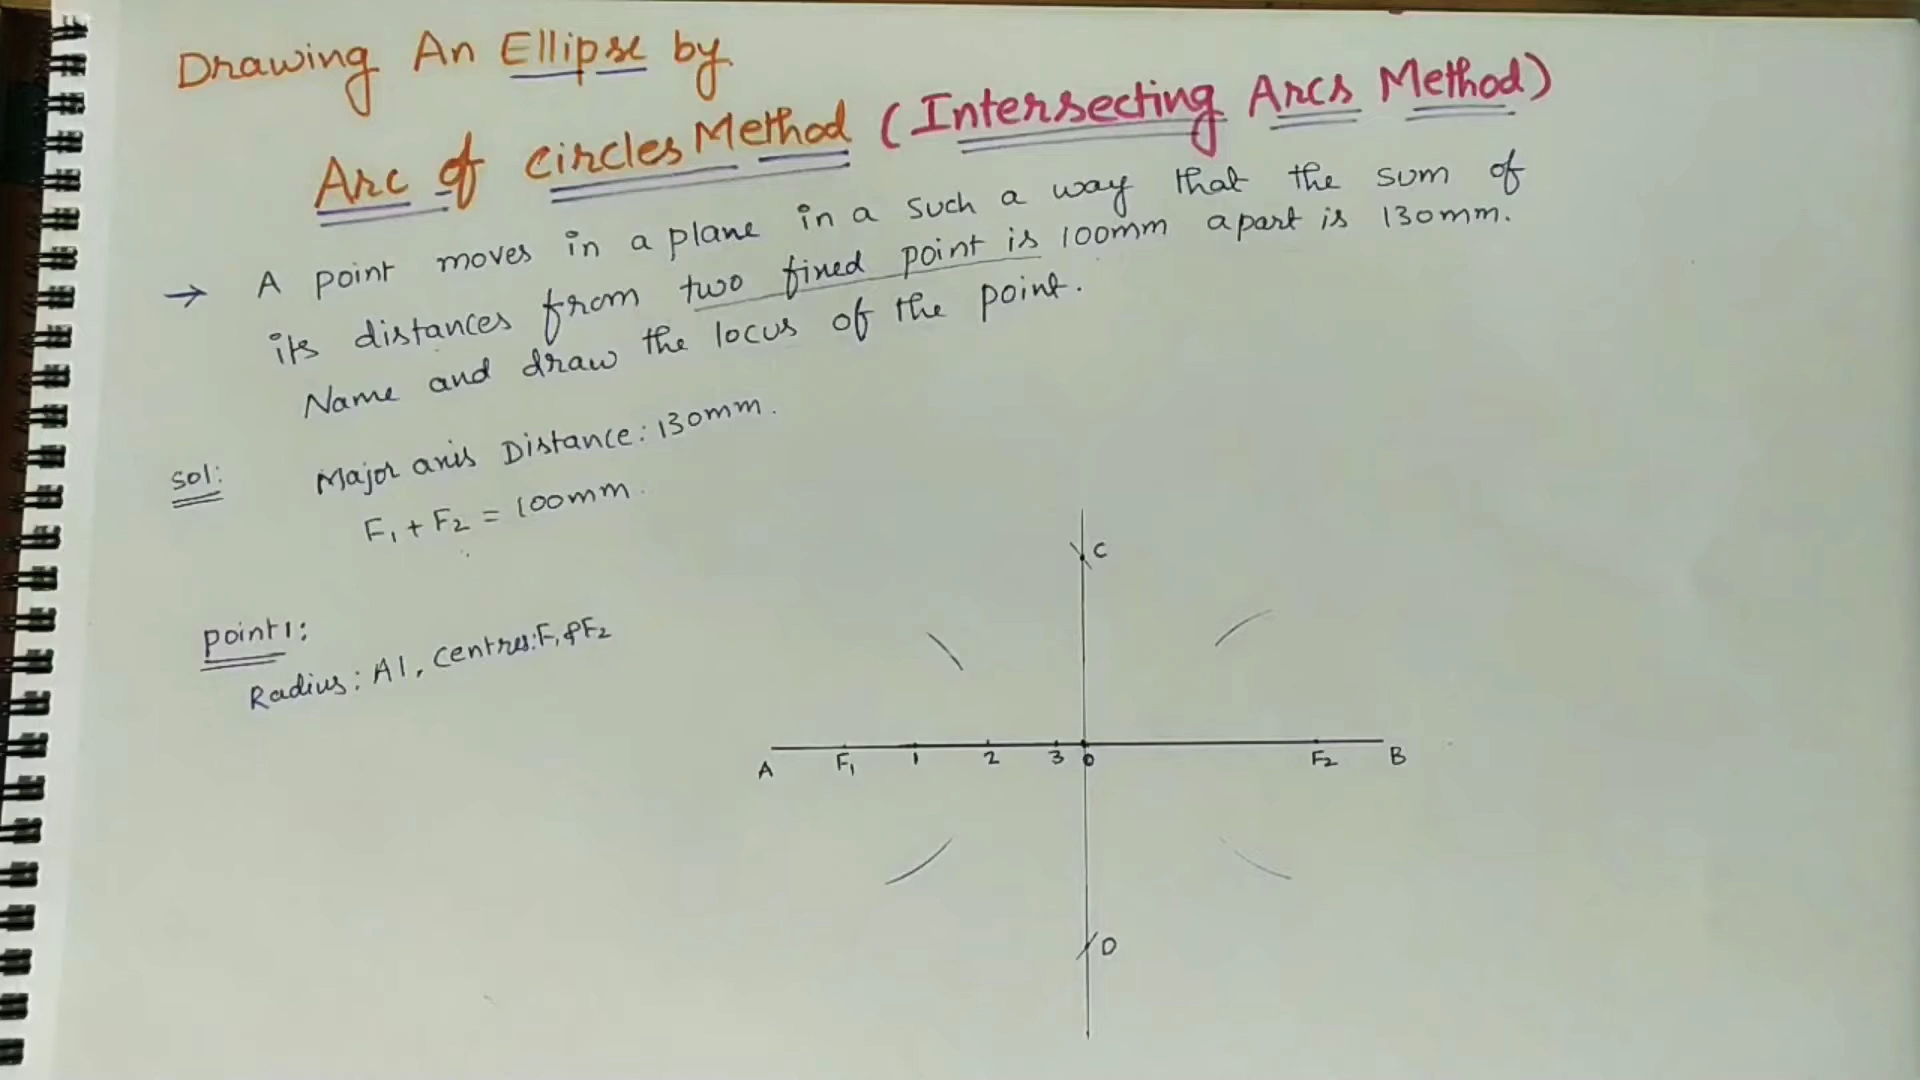 Drawing An Ellipse by
Arc of circles Method (Intersecting Arcs Method)
→ A point moves in a plane in a such a way that the sum of
its distances from two fixed point is 100mm apart is 130mm.
Name and draw the locus of the point.
Sol: Major axis Distance: 130mm.
F1 + F2 = 100mm.
point 1:
Radius: A1, Centres: F1 & F2
C
A F1 1 2 3 0 F2 B
D